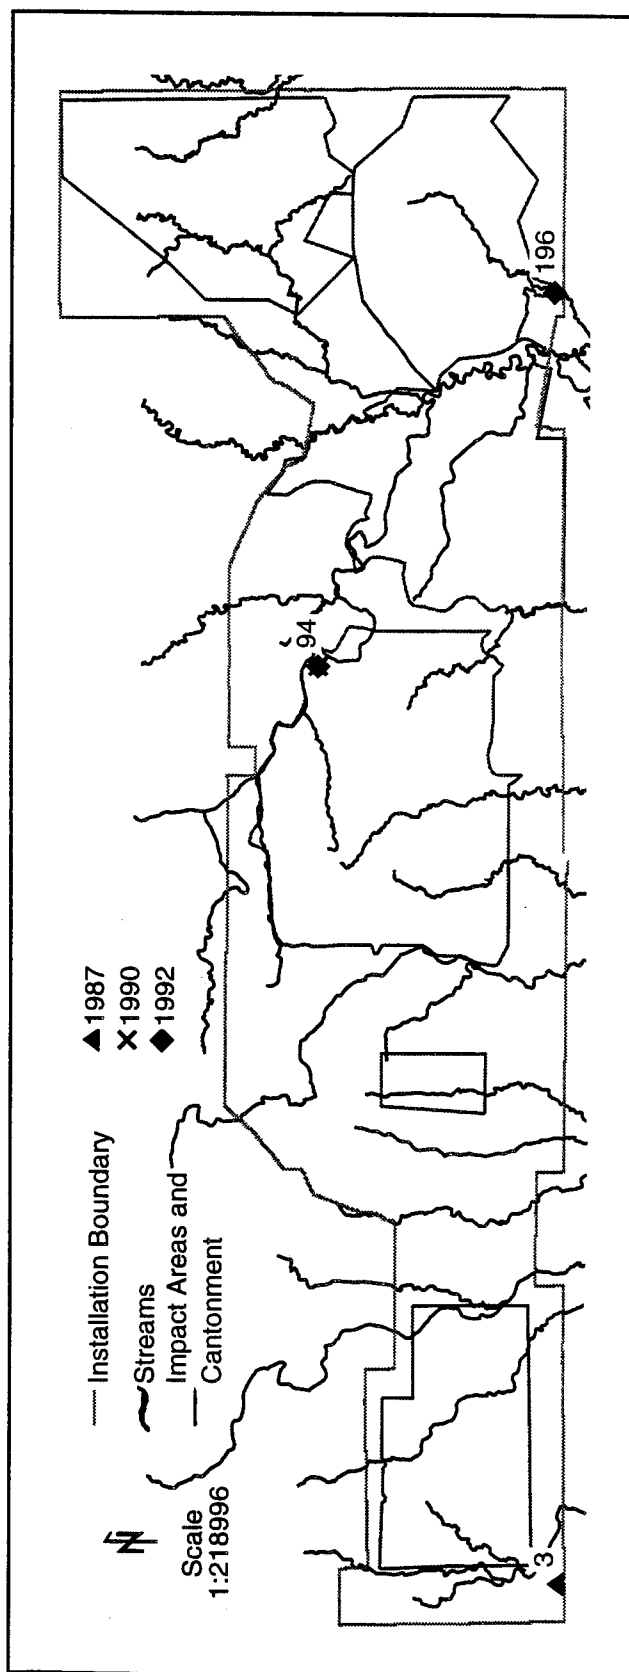 N
Scale
1:218996
Installation Boundary
Streams
Impact Areas and
Cantonment
1987
1990
1992
3
94
196